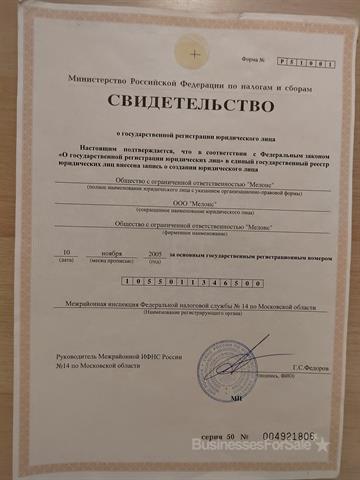 Форма № Р51001
Министерство Российской Федерации по налогам и сборам
СВИДЕТЕЛЬСТВО
о государственной регистрации юридического лица
Настоящим подтверждается, что в соответствии с Федеральным законом
«О государственной регистрации юридических лиц» в единый государственный реестр
юридических лиц внесена запись о создании юридического лица
Общество с ограниченной ответственностью "Мелонс"
(полное наименование юридического лица с указанием организационно-правовой формы)
ООО "Мелонс"
(сокращенное наименование юридического лица)
Общество с ограниченной ответственностью "Мелонс"
(фирменное наименование)
10 ноября 2005 за основным государственным регистрационным номером
(дата) (месяц прописью) (год)
1055011346500
Межрайонная инспекция Федеральной налоговой службы № 14 по Московской области
(Наименование регистрирующего органа)
Руководитель Межрайонной ИФНС России
№14 по Московской области
Г.С.Федоров
(подпись, ФИО)
МП
серия 50 № 004921806
BusinessesForSale